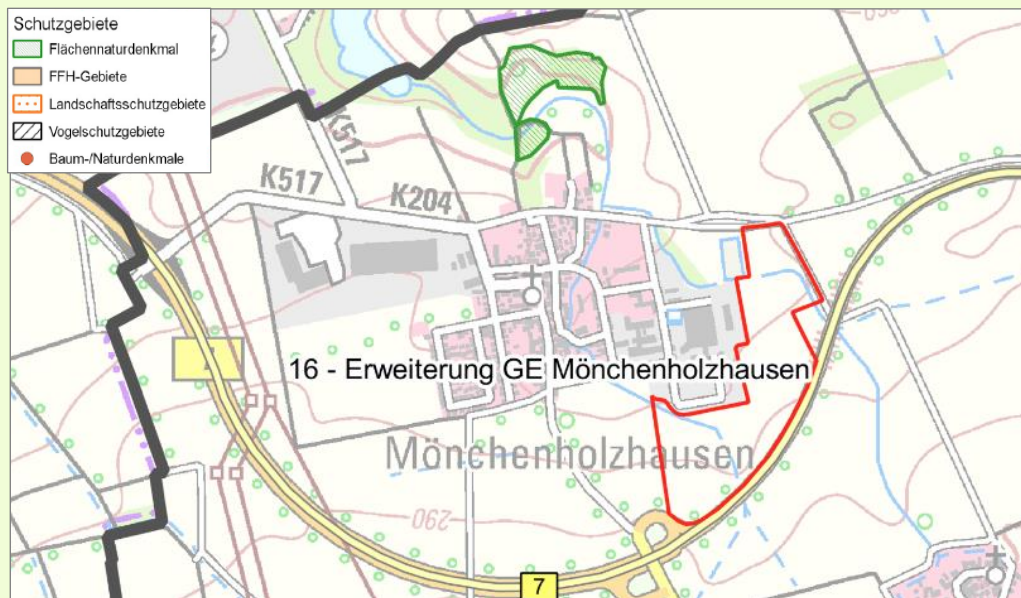 Schutzgebiete
Flächennaturdenkmal
FFH-Gebiete
Landschaftsschutzgebiete
Vogelschutzgebiete
Baum-/Naturdenkmale
K517
K517
K204
16 - Erweiterung GE Mönchenholzhausen
Mönchenholzhausen
290
7